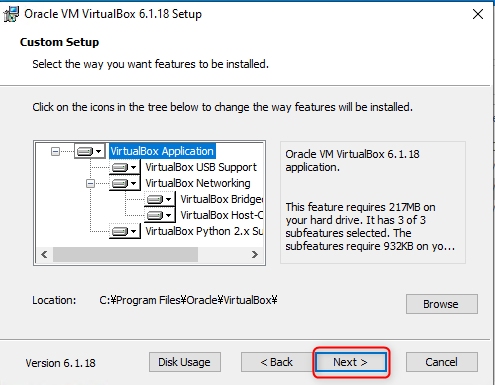 Oracle VM VirtualBox 6.1.18 Setup
Custom Setup
Select the way you want features to be installed.
Click on the icons in the tree below to change the way features will be installed.
VirtualBox Application
VirtualBox USB Support
VirtualBox Networking
VirtualBox Bridge
VirtualBox Host-C
VirtualBox Python 2.x Su
Oracle VM VirtualBox 6.1.18
application.
This feature requires 217MB on
your hard drive. It has 3 of 3
subfeatures selected. The
subfeatures require 932KB on yo...
Location: C:¥Program Files¥Oracle¥VirtualBox¥
Browse
Version 6.1.18
Disk Usage
< Back
Next >
Cancel